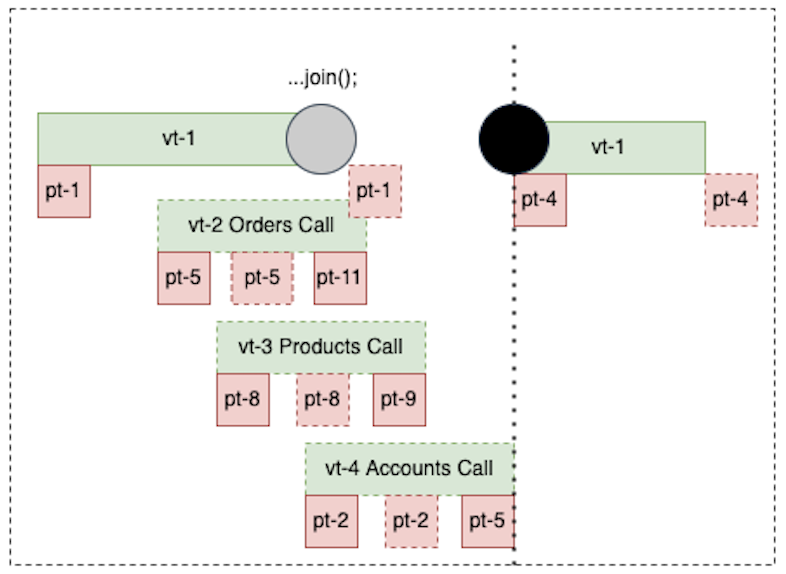 ...join();
vt-1
vt-1
pt-1
pt-1
pt-4
pt-4
vt-2 Orders Call
pt-5
pt-5
pt-11
vt-3 Products Call
pt-8
pt-8
pt-9
vt-4 Accounts Call
pt-2
pt-2
pt-5